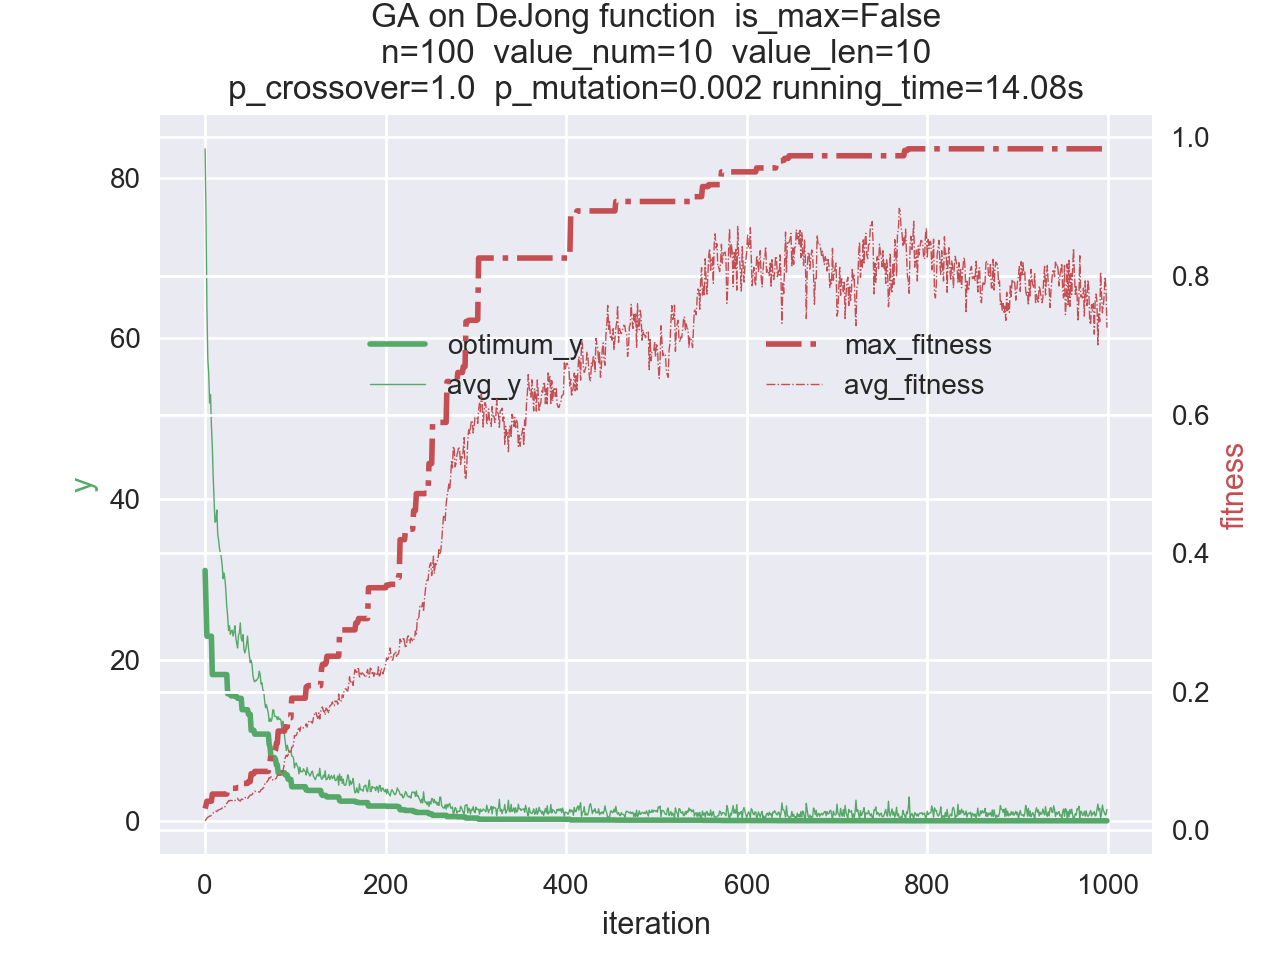 GA on DeJong function  is_max=False
n=100  value_num=10  value_len=10
p_crossover=1.0  p_mutation=0.002 running_time=14.08s
1.0
80
0.8
60
optimum_y
max_fitness
avg_y
avg_fitness
0.6
y
fitness
40
0.4
20
0.2
0
0.0
0 200 400 600 800 1000
iteration